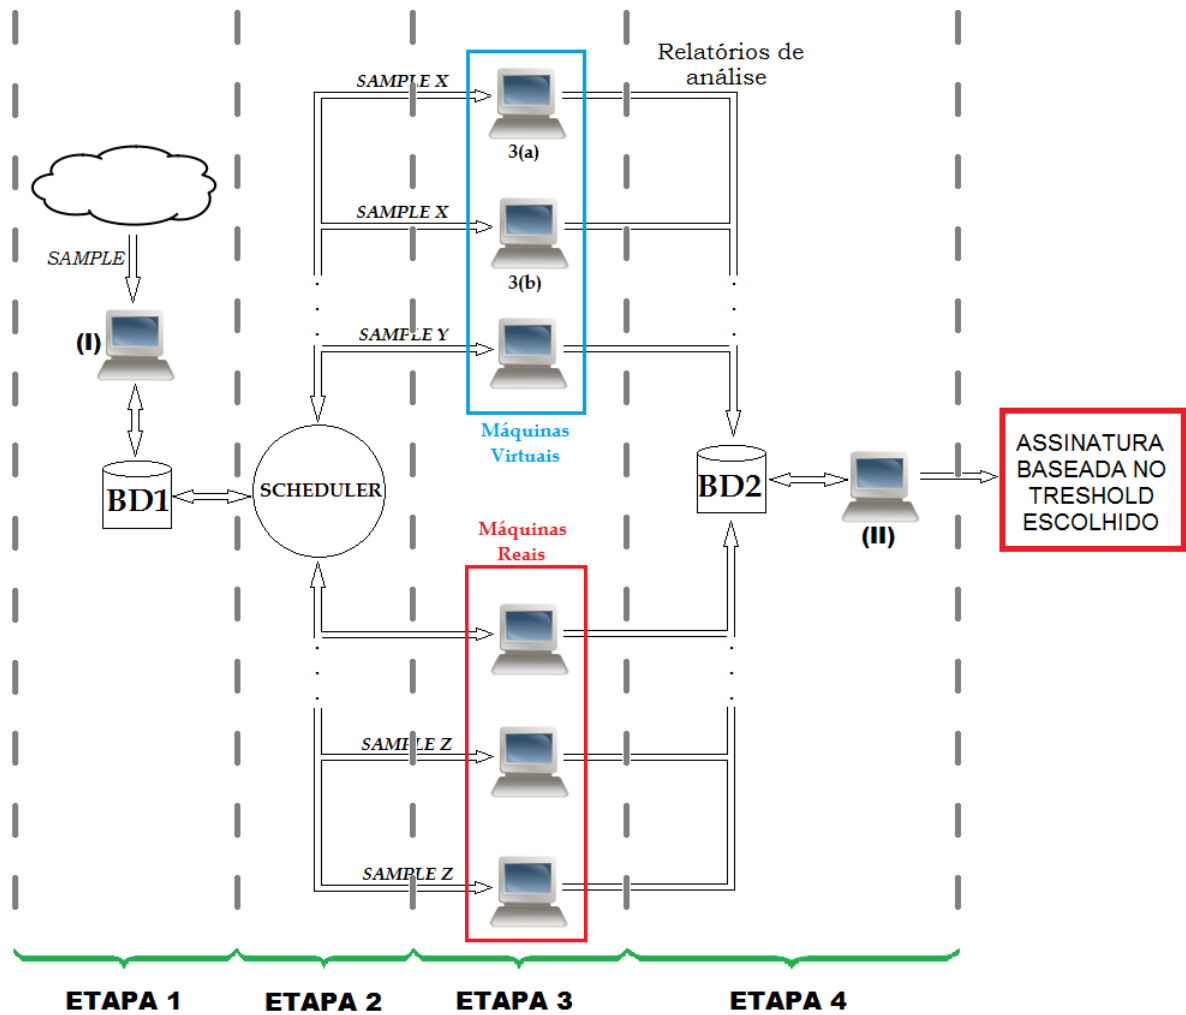 Relatórios de
análise
SAMPLE X
3(a)
SAMPLE X
3(b)
SAMPLE
(I)
SAMPLE Y
Máquinas
Virtuais
BD1
SCHEDULER
BD2
(II)
ASSINATURA
BASEADA NO
TRESHOLD
ESCOLHIDO
Máquinas
Reais
SAMPLE Z
SAMPLE Z
ETAPA 1
ETAPA 2
ETAPA 3
ETAPA 4